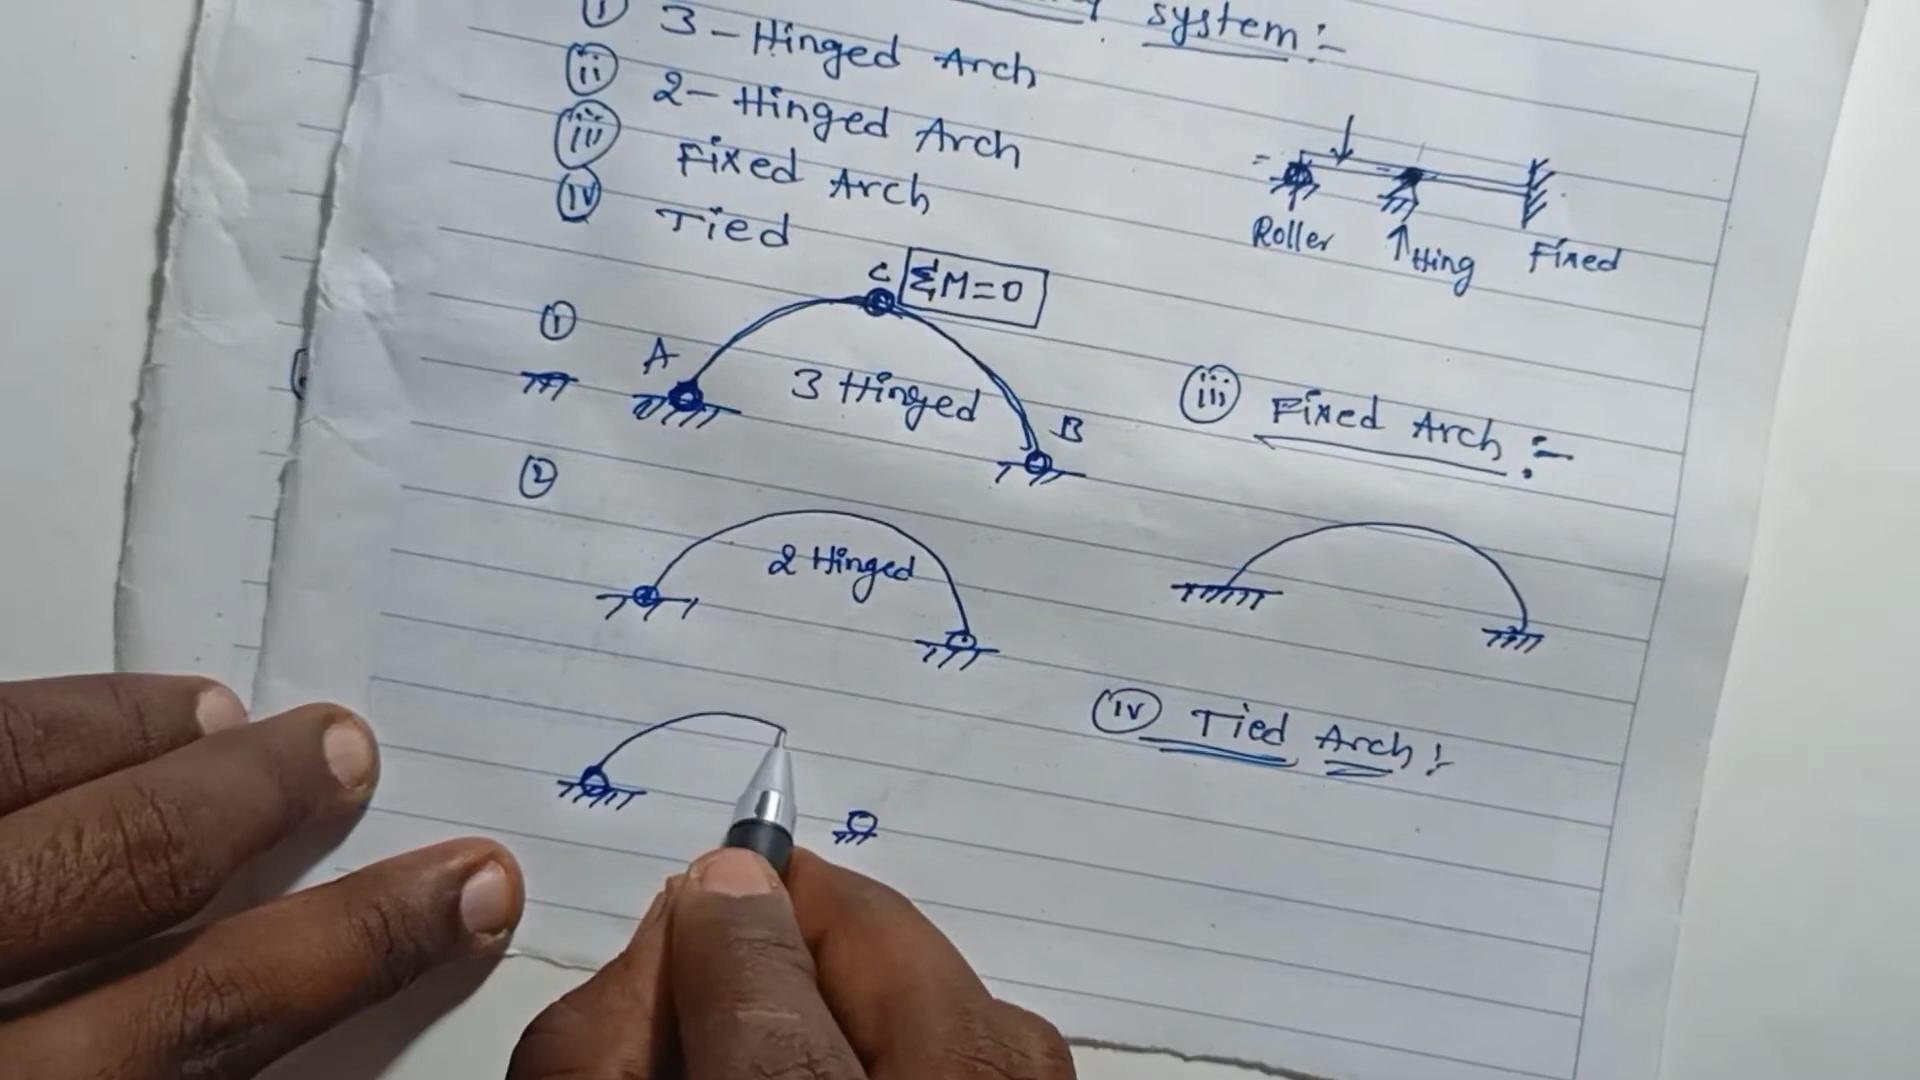 system:-
(i) 3-Hinged Arch
(ii) 2-Hinged Arch
(iii) Fixed Arch
(iv) Tied
Roller
Hing
Fixed
C
ΣM=0
①
A
3 Hinged
B
(iii) Fixed Arch:-
②
2 Hinged
(iv) Tied Arch: